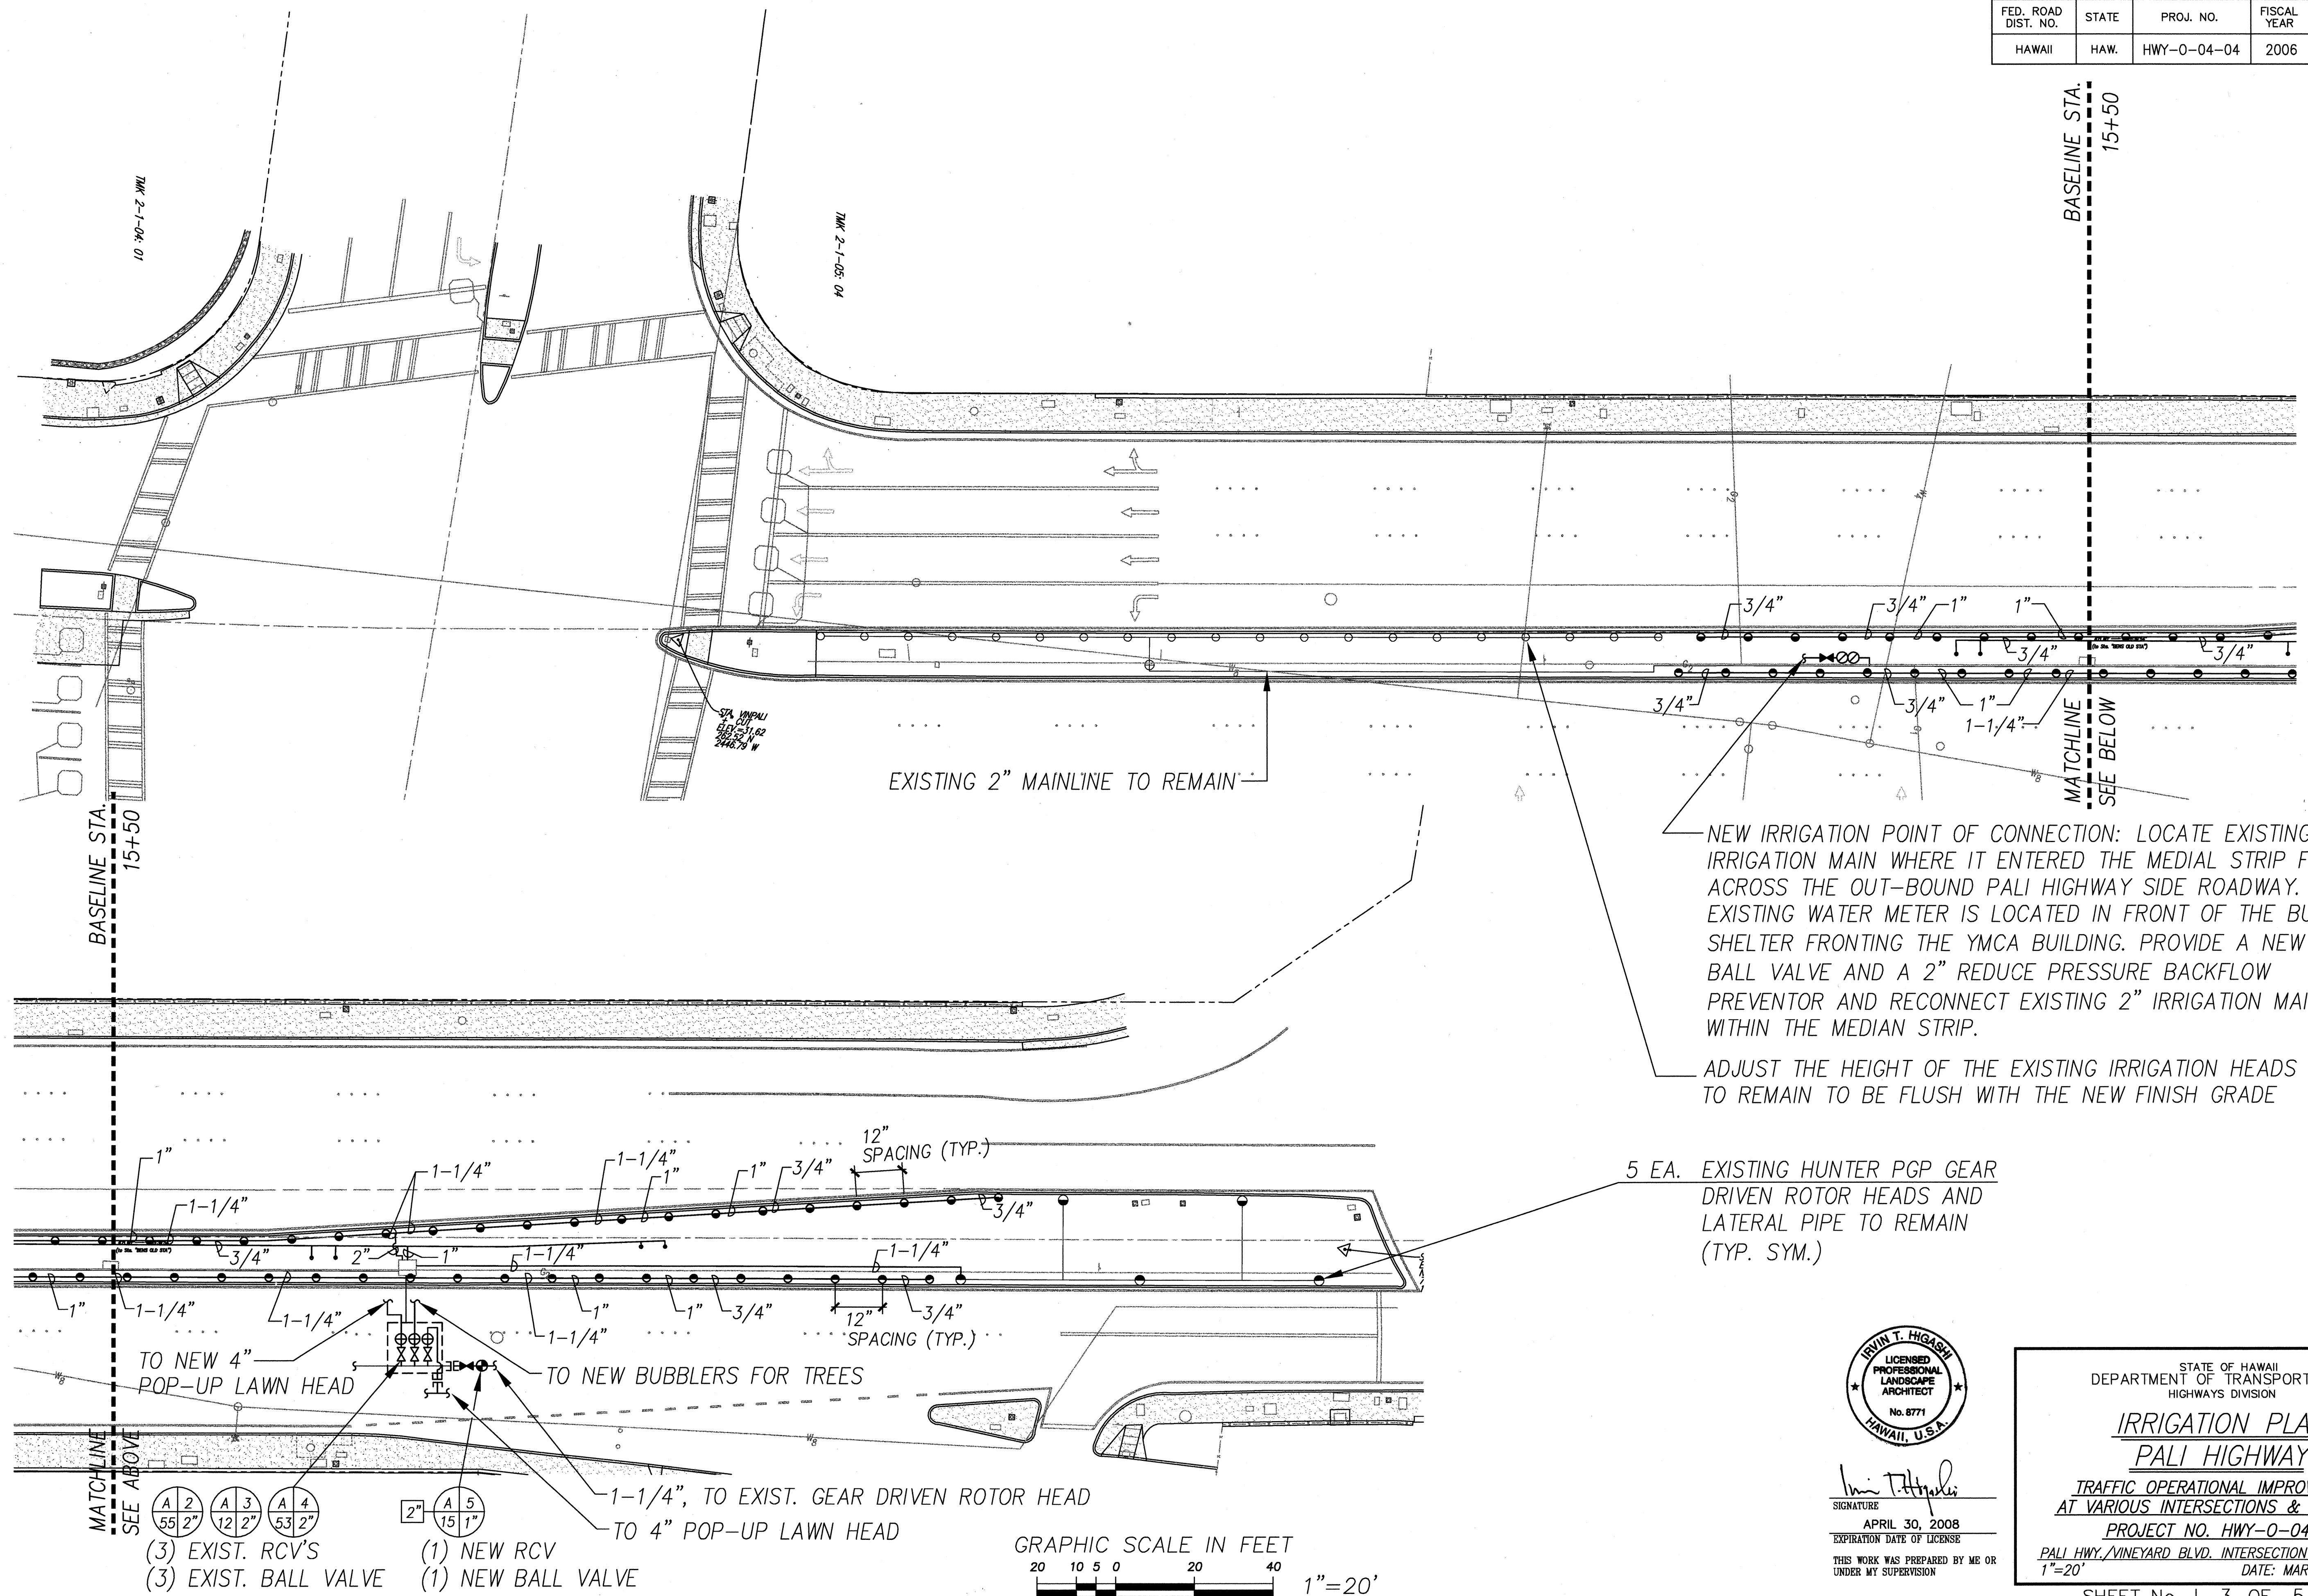 FED. ROAD DIST. NO.
STATE
PROJ. NO.
FISCAL YEAR
HAWAII
HAW.
HWY-O-04-04
2006
BASELINE STA.
15+50
TMK 2-1-04: 01
TMK 2-1-05: 04
3/4"
3/4"
1"
1"
3/4"
3/4"
3/4"
3/4"
1"
1-1/4"
STA. VINPALI
+ CUT
ELEV.=31.62
262.52 N
2446.79 W
EXISTING 2" MAINLINE TO REMAIN
MATCHLINE
SEE BELOW
NEW IRRIGATION POINT OF CONNECTION: LOCATE EXISTING
IRRIGATION MAIN WHERE IT ENTERED THE MEDIAL STRIP F
ACROSS THE OUT-BOUND PALI HIGHWAY SIDE ROADWAY.
EXISTING WATER METER IS LOCATED IN FRONT OF THE BU
SHELTER FRONTING THE YMCA BUILDING. PROVIDE A NEW
BALL VALVE AND A 2" REDUCE PRESSURE BACKFLOW
PREVENTOR AND RECONNECT EXISTING 2" IRRIGATION MAI
WITHIN THE MEDIAN STRIP.
ADJUST THE HEIGHT OF THE EXISTING IRRIGATION HEADS
TO REMAIN TO BE FLUSH WITH THE NEW FINISH GRADE
BASELINE STA.
15+50
1"
1-1/4"
1-1/4"
1-1/4"
1"
1"
3/4"
12"
SPACING (TYP.)
3/4"
3/4"
2"
1"
1-1/4"
1-1/4"
1"
1-1/4"
1-1/4"
1-1/4"
1"
1"
3/4"
12"
SPACING (TYP.)
3/4"
5 EA. EXISTING HUNTER PGP GEAR
DRIVEN ROTOR HEADS AND
LATERAL PIPE TO REMAIN
(TYP. SYM.)
TO NEW 4"
POP-UP LAWN HEAD
TO NEW BUBBLERS FOR TREES
MATCHLINE
SEE ABOVE
A 2
55 2"
A 3
12 2"
A 4
53 2"
2"
A 5
15 1"
(3) EXIST. RCV'S
(3) EXIST. BALL VALVE
(1) NEW RCV
(1) NEW BALL VALVE
1-1/4", TO EXIST. GEAR DRIVEN ROTOR HEAD
TO 4" POP-UP LAWN HEAD
GRAPHIC SCALE IN FEET
20 10 5 0 20 40
1"=20'
IRVIN T. HIGASHI
LICENSED
PROFESSIONAL
LANDSCAPE
ARCHITECT
No. 8771
HAWAII, U.S.A.
SIGNATURE
APRIL 30, 2008
EXPIRATION DATE OF LICENSE
THIS WORK WAS PREPARED BY ME OR
UNDER MY SUPERVISION
STATE OF HAWAII
DEPARTMENT OF TRANSPORT
HIGHWAYS DIVISION
IRRIGATION PLA
PALI HIGHWAY
TRAFFIC OPERATIONAL IMPROV
AT VARIOUS INTERSECTIONS &
PROJECT NO. HWY-O-04
PALI HWY./VINEYARD BLVD. INTERSECTION
1"=20'
DATE: MAR
SHEET No. L-3 OF 5